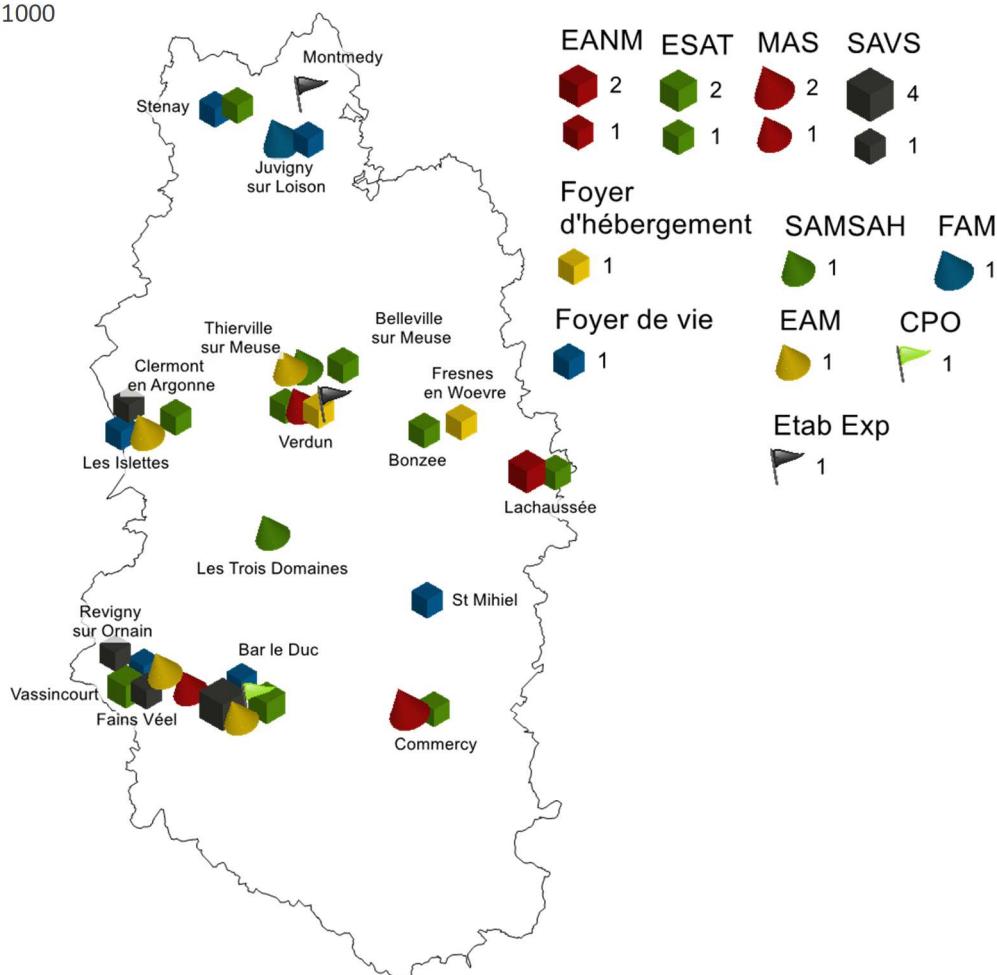 1000
Montmedy
Stenay
Juvigny
sur Loison
Thierville
sur Meuse
Belleville
sur Meuse
Clermont
en Argonne
Fresnes
en Woevre
Verdun
Bonzee
Les Islettes
Lachaussée
Les Trois Domaines
St Mihiel
Revigny
sur Ornain
Bar le Duc
Vassincourt
Fains Véel
Commercy
EANM ESAT MAS SAVS
2 2 2 4
1 1 1 1
Foyer
d'hébergement SAMSAH FAM
1 1 1
Foyer de vie EAM CPO
1 1 1
Etab Exp
1